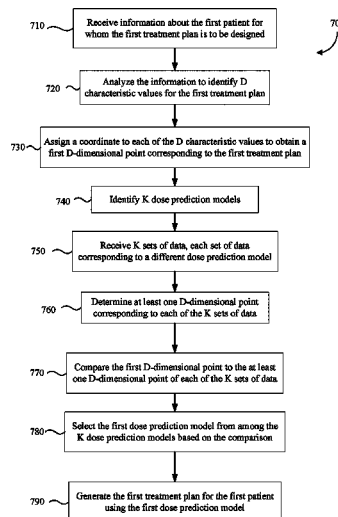 710
Receive information about the first patient for
whom the first treatment plan is to be designed
70
720
Analyze the information to identify D
characteristic values for the first treatment plan
730
Assign a coordinate to each of the D characteristic values to obtain a
first D-dimensional point corresponding to the first treatment plan
740
Identify K dose prediction models
750
Receive K sets of data, each set of data
corresponding to a different dose prediction model
760
Determine at least one D-dimensional point
corresponding to each of the K sets of data
770
Compare the first D-dimensional point to the at least
one D-dimensional point of each of the K sets of data
780
Select the first dose prediction model from among the
K dose prediction models based on the comparison
790
Generate the first treatment plan for the first patient
using the first dose prediction model